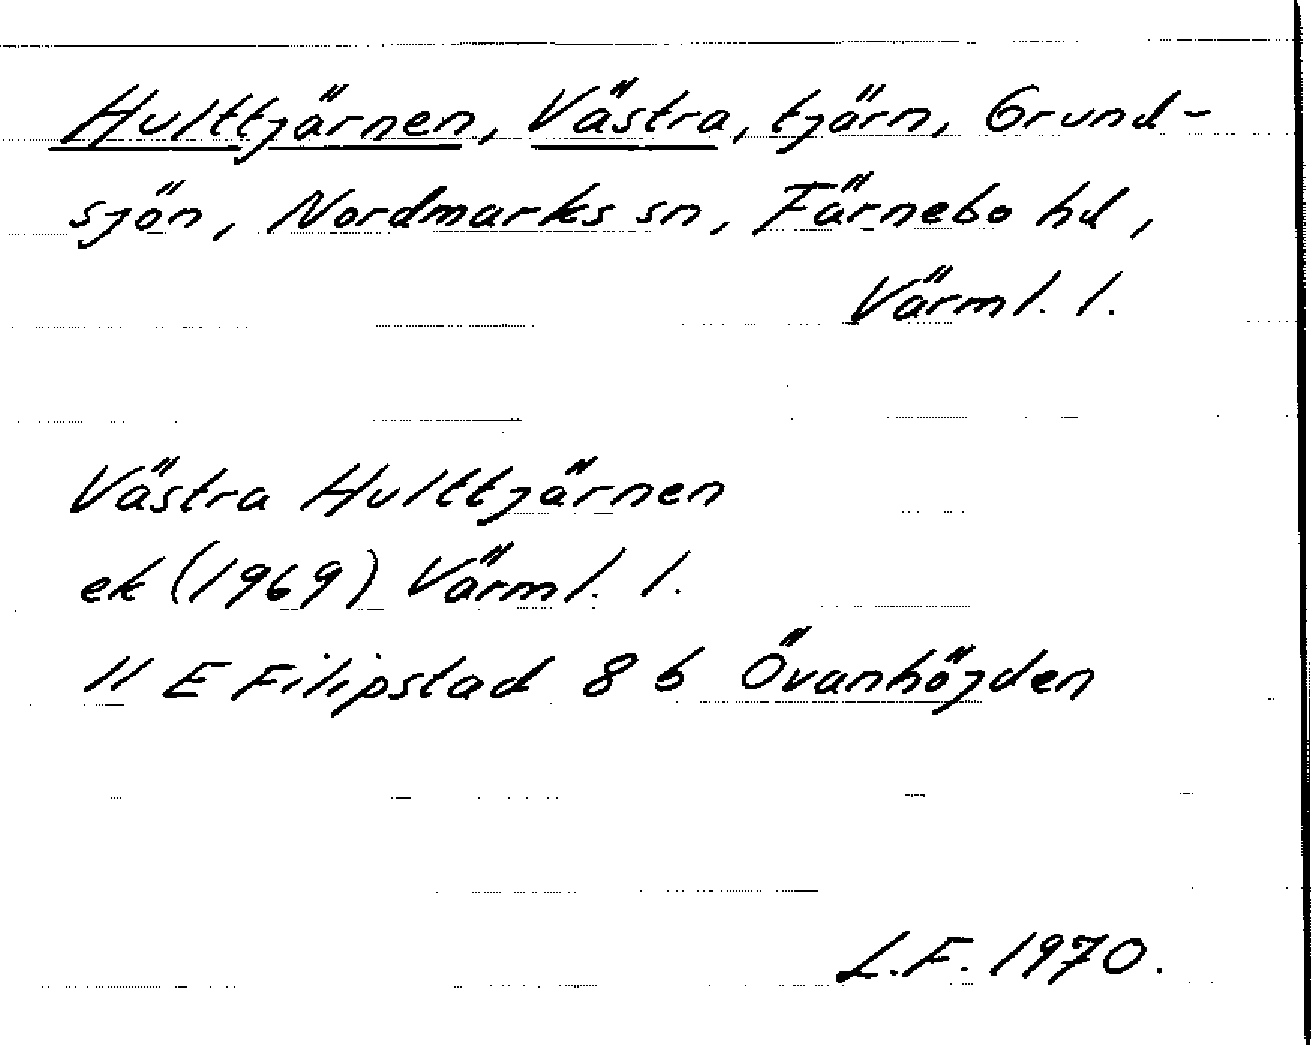 Hulttjärnen, Västra, tjärn, Grund-
sjön, Nordmarks sn, Färnebo hd,
Värml. l.
Västra Hulttjärnen
ek (1969) Värml. l.
11 E Filipstad 8 b Övanhöjden
L.F. 1970.